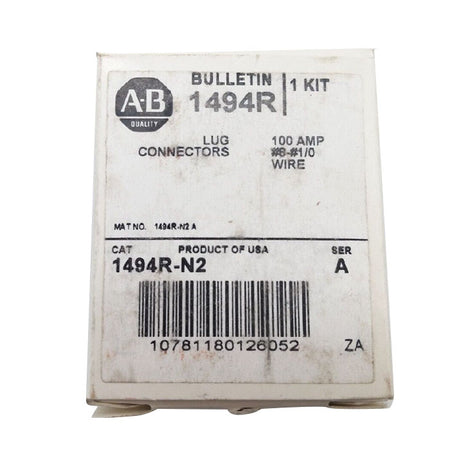 A-B
QUALITY
BULLETIN
1494R
1 KIT
LUG
CONNECTORS
100 AMP
#8-#1/0
WIRE
MAT NO. 1494R-N2 A
CAT PRODUCT OF USA SER
1494R-N2 A
10781180126052 ZA